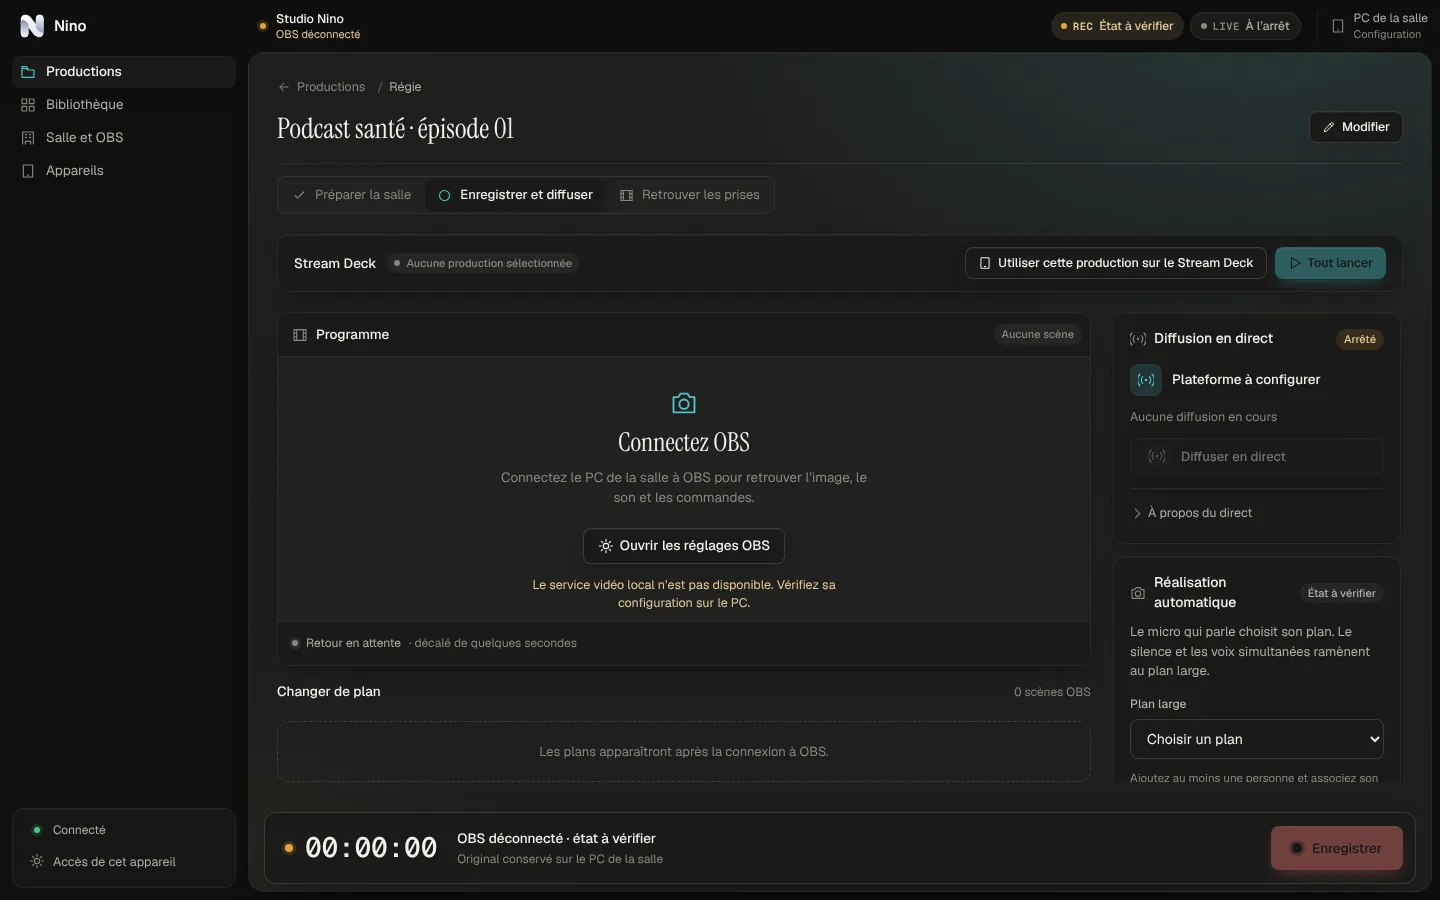 Nino
Studio Nino
OBS déconnecté
REC État à vérifier
LIVE À l'arrêt
PC de la salle
Configuration
Productions
Bibliothèque
Salle et OBS
Appareils
Productions / Régie
Podcast santé · épisode 01
Modifier
Préparer la salle
Enregistrer et diffuser
Retrouver les prises
Stream Deck
Aucune production sélectionnée
Utiliser cette production sur le Stream Deck
Tout lancer
Programme
Aucune scène
Connectez OBS
Connectez le PC de la salle à OBS pour retrouver l'image, le
son et les commandes.
Ouvrir les réglages OBS
Le service vidéo local n'est pas disponible. Vérifiez sa
configuration sur le PC.
Retour en attente · décalé de quelques secondes
Changer de plan
0 scènes OBS
Les plans apparaîtront après la connexion à OBS.
Diffusion en direct
Arrêté
Plateforme à configurer
Aucune diffusion en cours
Diffuser en direct
À propos du direct
Réalisation
automatique
État à vérifier
Le micro qui parle choisit son plan. Le
silence et les voix simultanées ramènent
au plan large.
Plan large
Choisir un plan
Ajoutez au moins une personne et associez son
Connecté
Accès de cet appareil
00:00:00
OBS déconnecté · état à vérifier
Original conservé sur le PC de la salle
Enregistrer